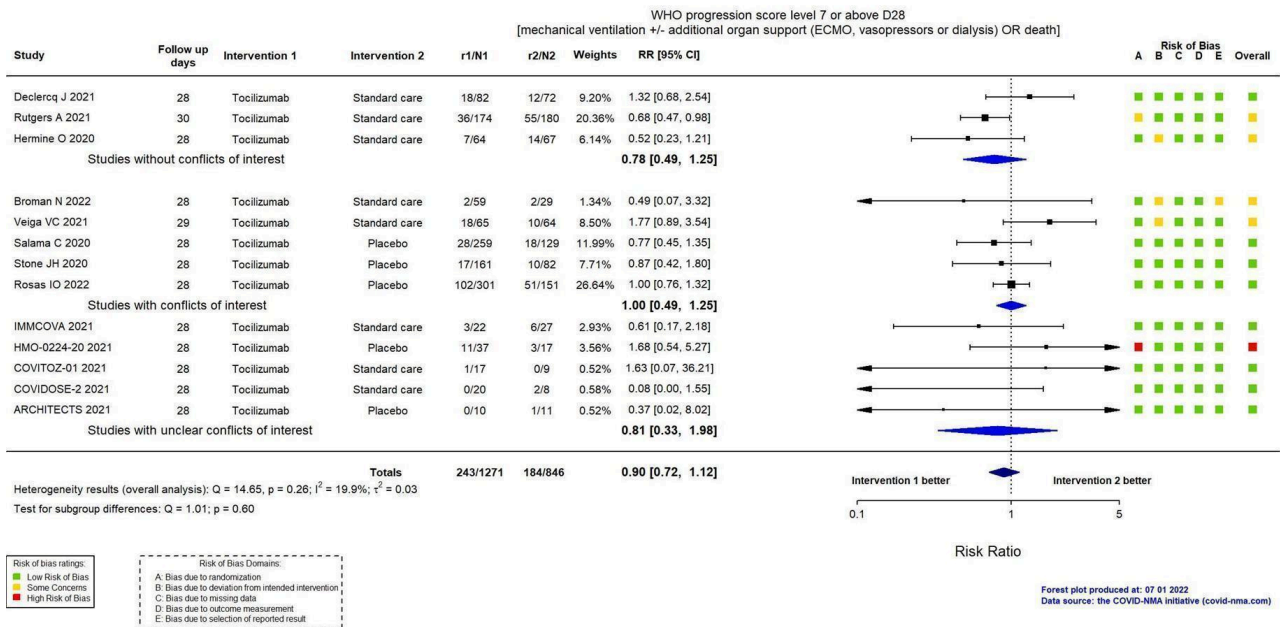 WHO progression score level 7 or above D28
[mechanical ventilation +/- additional organ support (ECMO, vasopressors or dialysis) OR death]
Study Follow up days Intervention 1 Intervention 2 r1/N1 r2/N2 Weights RR [95% CI] Risk of Bias A B C D E Overall
Declercq J 2021 28 Tocilizumab Standard care 18/82 12/72 9.20% 1.32 [0.68, 2.54]
Rutgers A 2021 30 Tocilizumab Standard care 36/174 55/180 20.36% 0.68 [0.47, 0.98]
Hermine O 2020 28 Tocilizumab Standard care 7/64 14/67 6.14% 0.52 [0.23, 1.21]
Studies without conflicts of interest 0.78 [0.49, 1.25]
Broman N 2022 28 Tocilizumab Standard care 2/59 2/29 1.34% 0.49 [0.07, 3.32]
Veiga VC 2021 29 Tocilizumab Standard care 18/65 10/64 8.50% 1.77 [0.89, 3.54]
Salama C 2020 28 Tocilizumab Placebo 28/259 18/129 11.99% 0.77 [0.45, 1.35]
Stone JH 2020 28 Tocilizumab Placebo 17/161 10/82 7.71% 0.87 [0.42, 1.80]
Rosas IO 2022 28 Tocilizumab Placebo 102/301 51/151 26.64% 1.00 [0.76, 1.32]
Studies with conflicts of interest 1.00 [0.49, 1.25]
IMMCOVA 2021 28 Tocilizumab Standard care 3/22 6/27 2.93% 0.61 [0.17, 2.18]
HMO-0224-20 2021 28 Tocilizumab Placebo 11/37 3/17 3.56% 1.68 [0.54, 5.27]
COVITOZ-01 2021 28 Tocilizumab Standard care 1/17 0/9 0.52% 1.63 [0.07, 36.21]
COVIDOSE-2 2021 28 Tocilizumab Standard care 0/20 2/8 0.58% 0.08 [0.00, 1.55]
ARCHITECTS 2021 28 Tocilizumab Placebo 0/10 1/11 0.52% 0.37 [0.02, 8.02]
Studies with unclear conflicts of interest 0.81 [0.33, 1.98]
Totals 243/1271 184/846 0.90 [0.72, 1.12]
Heterogeneity results (overall analysis): Q = 14.65, p = 0.26; I² = 19.9%; τ² = 0.03
Test for subgroup differences: Q = 1.01; p = 0.60
Intervention 1 better Intervention 2 better
0.1 1 5
Risk Ratio
Risk of bias ratings:
Low Risk of Bias
Some Concerns
High Risk of Bias
Risk of Bias Domains:
A: Bias due to randomization
B: Bias due to deviation from intended intervention
C: Bias due to missing data
D: Bias due to outcome measurement
E: Bias due to selection of reported result
Forest plot produced at: 07 01 2022
Data source: the COVID-NMA initiative (covid-nma.com)